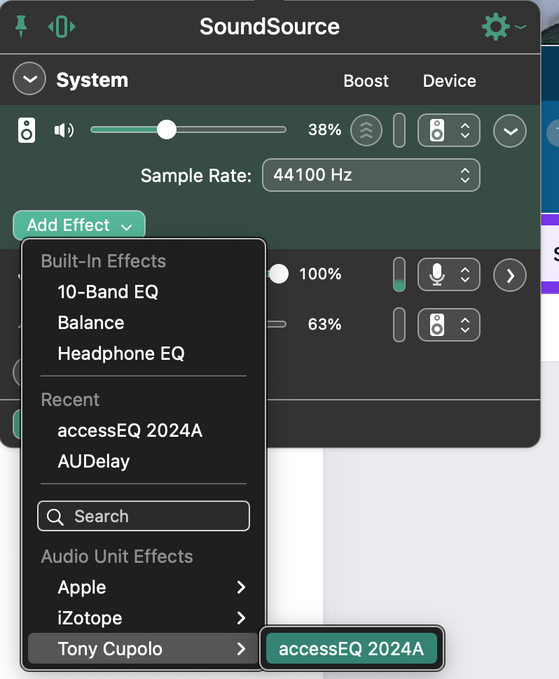 SoundSource
System
Boost
Device
38%
Sample Rate:
44100 Hz
Add Effect
Built-In Effects
100%
10-Band EQ
Balance
63%
Headphone EQ
Recent
accessEQ 2024A
AUDelay
Search
Audio Unit Effects
Apple
iZotope
Tony Cupolo
accessEQ 2024A